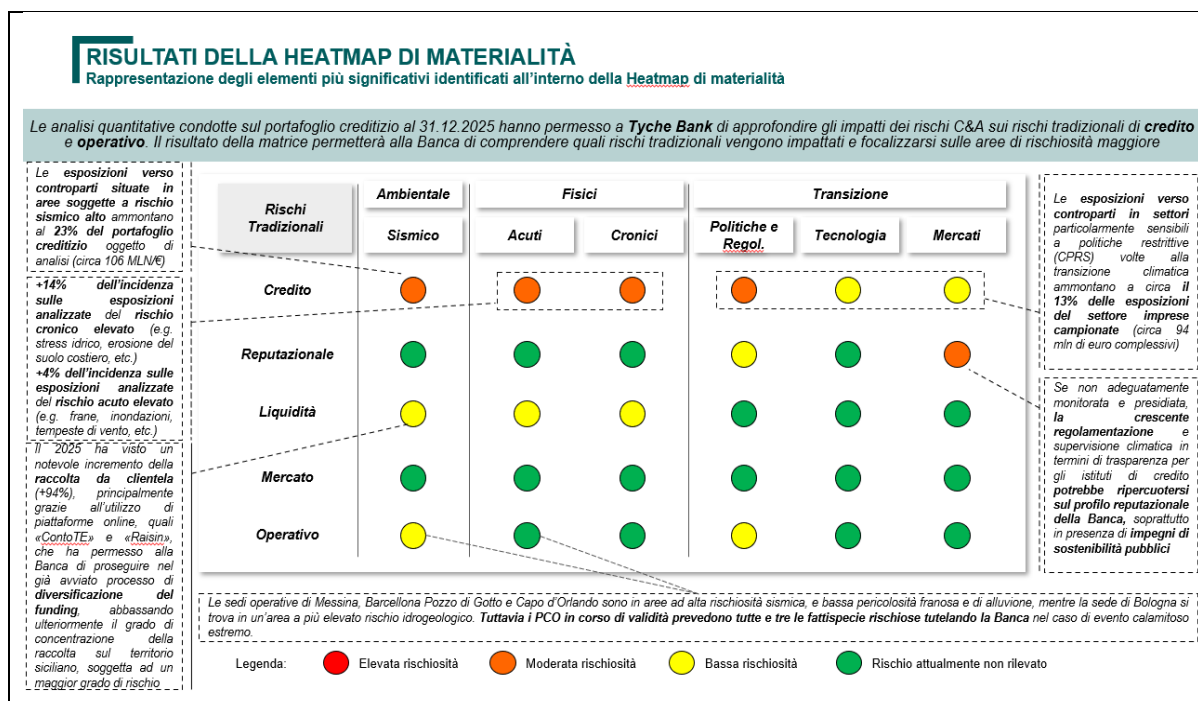 RISULTATI DELLA HEATMAP DI MATERIALITÀ
Rappresentazione degli elementi più significativi identificati all'interno della Heatmap di materialità
Le analisi quantitative condotte sul portafoglio creditizio al 31.12.2025 hanno permesso a Tyche Bank di approfondire gli impatti dei rischi C&A sui rischi tradizionali di credito
e operativo. Il risultato della matrice permetterà alla Banca di comprendere quali rischi tradizionali vengono impattati e focalizzarsi sulle aree di rischiosità maggiore
Le esposizioni verso
controparti situate in
aree soggette a rischio
sismico alto ammontano
al 23% del portafoglio
creditizio oggetto di
analisi (circa 106 MLN/€)
+14% dell'incidenza
sulle esposizioni
analizzate del rischio
cronico elevato (e.g.
stress idrico, erosione del
suolo costiero, etc.)
+4% dell'incidenza sulle
esposizioni analizzate
del rischio acuto elevato
(e.g. frane, inondazioni,
tempeste di vento, etc.)
Il 2025 ha visto un
notevole incremento della
raccolta da clientela
(+94%), principalmente
grazie all'utilizzo di
piattaforme online, quali
«ContoTE» e «Raisin»,
che ha permesso alla
Banca di proseguire nel
già avviato processo di
diversificazione del
funding, abbassando
ulteriormente il grado di
concentrazione della
raccolta sul territorio
siciliano, soggetta ad un
maggior grado di rischio
Rischi
Tradizionali
Ambientale
Fisici
Transizione
Sismico
Acuti
Cronici
Politiche e
Regol.
Tecnologia
Mercati
Credito
Reputazionale
Liquidità
Mercato
Operativo
Le esposizioni verso
controparti in settori
particolarmente sensibili
a politiche restrittive
(CPRS) volte alla
transizione climatica
ammontano a circa il
13% delle esposizioni
del settore imprese
campionate (circa 94
mln di euro complessivi)
Se non adeguatamente
monitorata e presidiata,
la crescente
regolamentazione e
supervisione climatica in
termini di trasparenza per
gli istituti di credito
potrebbe ripercuotersi
sul profilo reputazionale
della Banca, soprattutto
in presenza di impegni di
sostenibilità pubblici
Le sedi operative di Messina, Barcellona Pozzo di Gotto e Capo d'Orlando sono in aree ad alta rischiosità sismica, e bassa pericolosità franosa e di alluvione, mentre la sede di Bologna si
trova in un'area a più elevato rischio idrogeologico. Tuttavia i PCO in corso di validità prevedono tutte e tre le fattispecie rischiose tutelando la Banca nel caso di evento calamitoso
estremo.
Legenda:
Elevata rischiosità
Moderata rischiosità
Bassa rischiosità
Rischio attualmente non rilevato